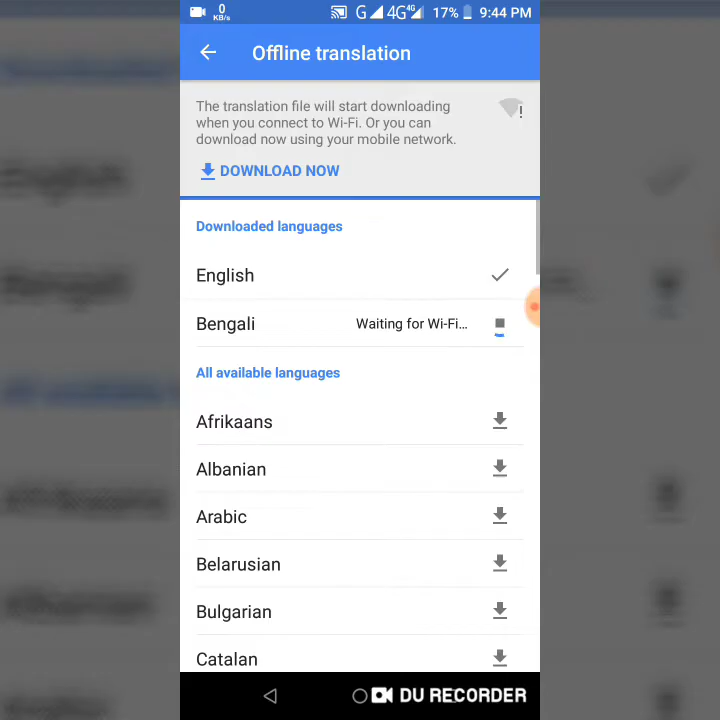 0
KB/s
G 4G 4G 17% 9:44 PM
Offline translation
The translation file will start downloading
when you connect to Wi-Fi. Or you can
download now using your mobile network.
DOWNLOAD NOW
Downloaded languages
English
Bengali Waiting for Wi-Fi...
All available languages
Afrikaans
Albanian
Arabic
Belarusian
Bulgarian
Catalan
DU RECORDER